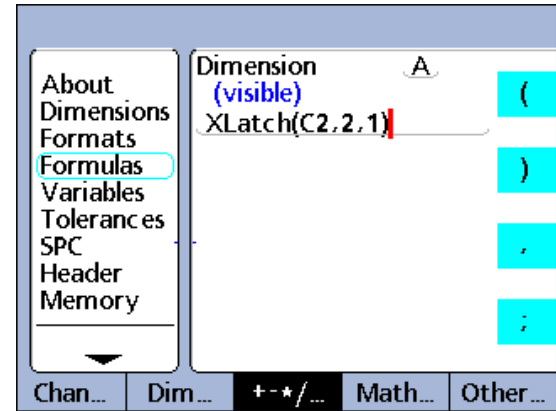 About
Dimensions
Formats
Formulas
Variables
Tolerances
SPC
Header
Memory
Dimension A
(visible)
XLatch(C2,2,1)
(
)
,
;
Chan...
Dim...
+-*/...
Math...
Other...